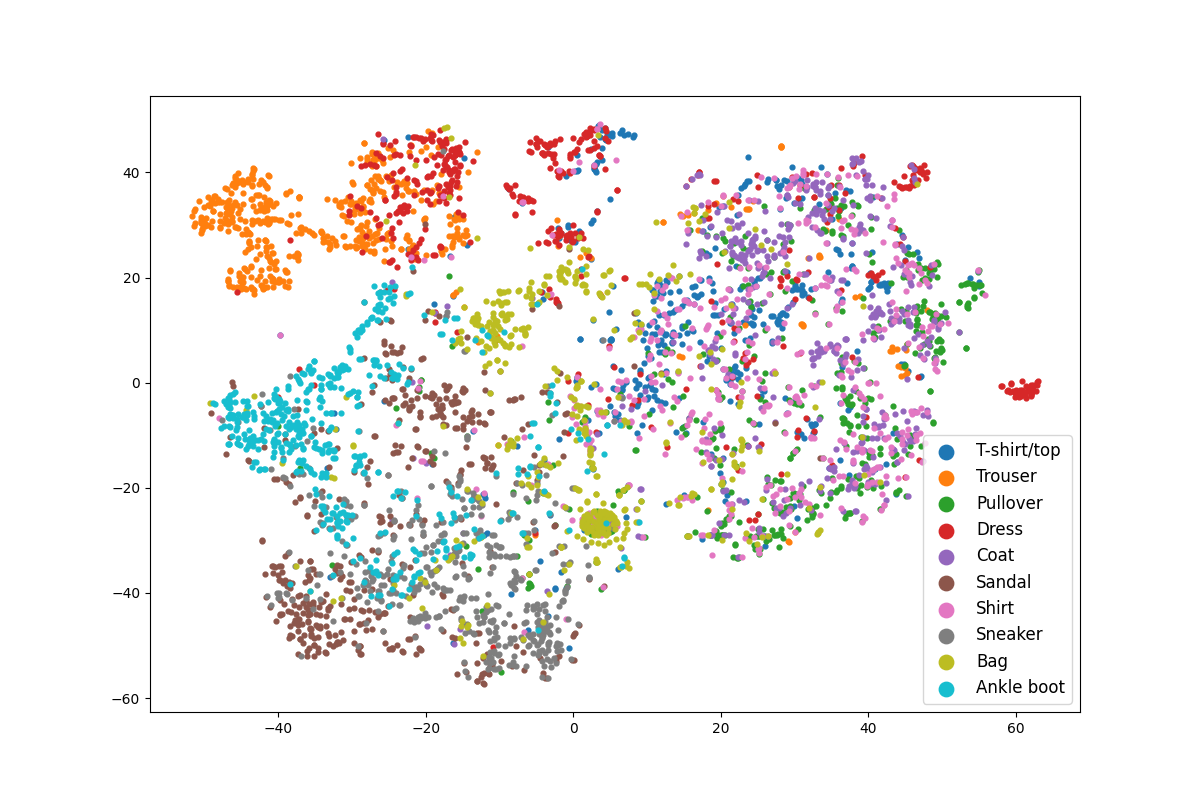 40
20
0
−20
−40
−60
−40
−20
0
20
40
60
T-shirt/top
Trouser
Pullover
Dress
Coat
Sandal
Shirt
Sneaker
Bag
Ankle boot